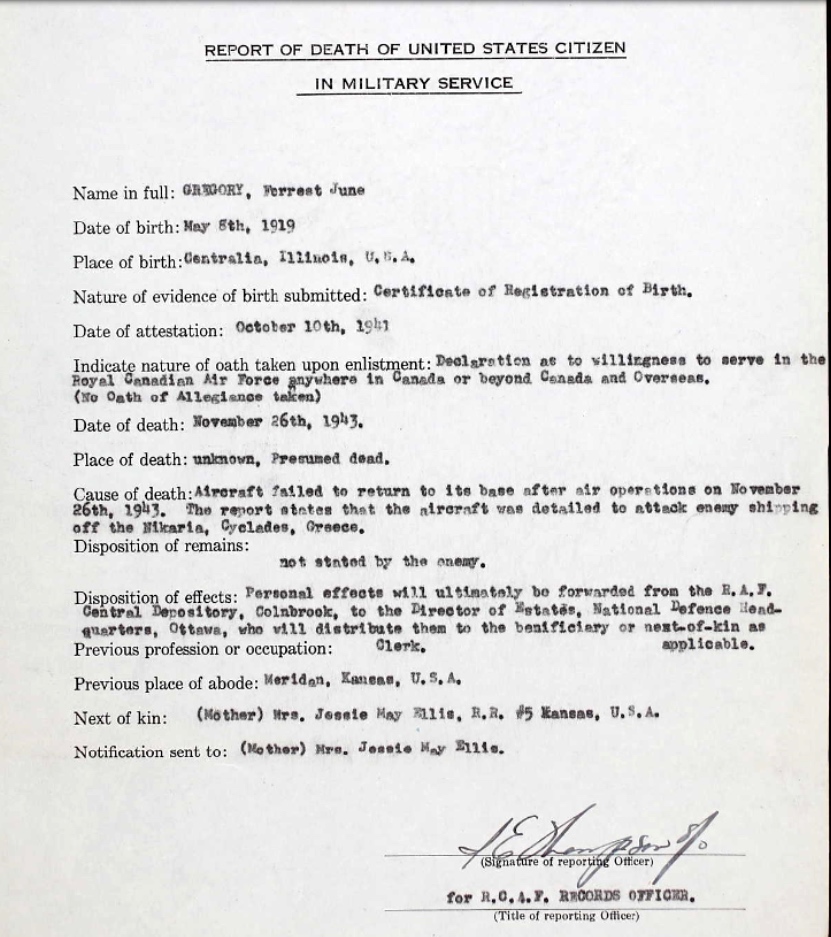 REPORT OF DEATH OF UNITED STATES CITIZEN
IN MILITARY SERVICE
Name in full: GREGORY, Forrest June
Date of birth: May 8th, 1919
Place of birth: Centralia, Illinois, U.S.A.
Nature of evidence of birth submitted: Certificate of Registration of Birth.
Date of attestation: October 10th, 1941
Indicate nature of oath taken upon enlistment: Declaration as to willingness to serve in the
Royal Canadian Air Force anywhere in Canada or beyond Canada and Overseas.
(No Oath of Allegiance taken)
Date of death: November 26th, 1943.
Place of death: unknown, Presumed dead.
Cause of death: Aircraft failed to return to its base after air operations on November
26th, 1943. The report states that the aircraft was detailed to attack enemy shipping
off the Nikaria, Cyclades, Greece.
Disposition of remains:
not stated by the enemy.
Disposition of effects: Personal effects will ultimately be forwarded from the R.A.F.
Central Depository, Colnbrook, to the Director of Estates, National Defence Head-
quarters, Ottawa, who will distribute them to the benificiary or next-of-kin as
Previous profession or occupation: Clerk. applicable.
Previous place of abode: Meriden, Kansas, U.S.A.
Next of kin: (Mother) Mrs. Jessie May Ellis, R.R. #5 Kansas, U.S.A.
Notification sent to: (Mother) Mrs. Jessie May Ellis.
(Signature of reporting Officer)
for R.C.A.F. RECORDS OFFICER.
(Title of reporting Officer)